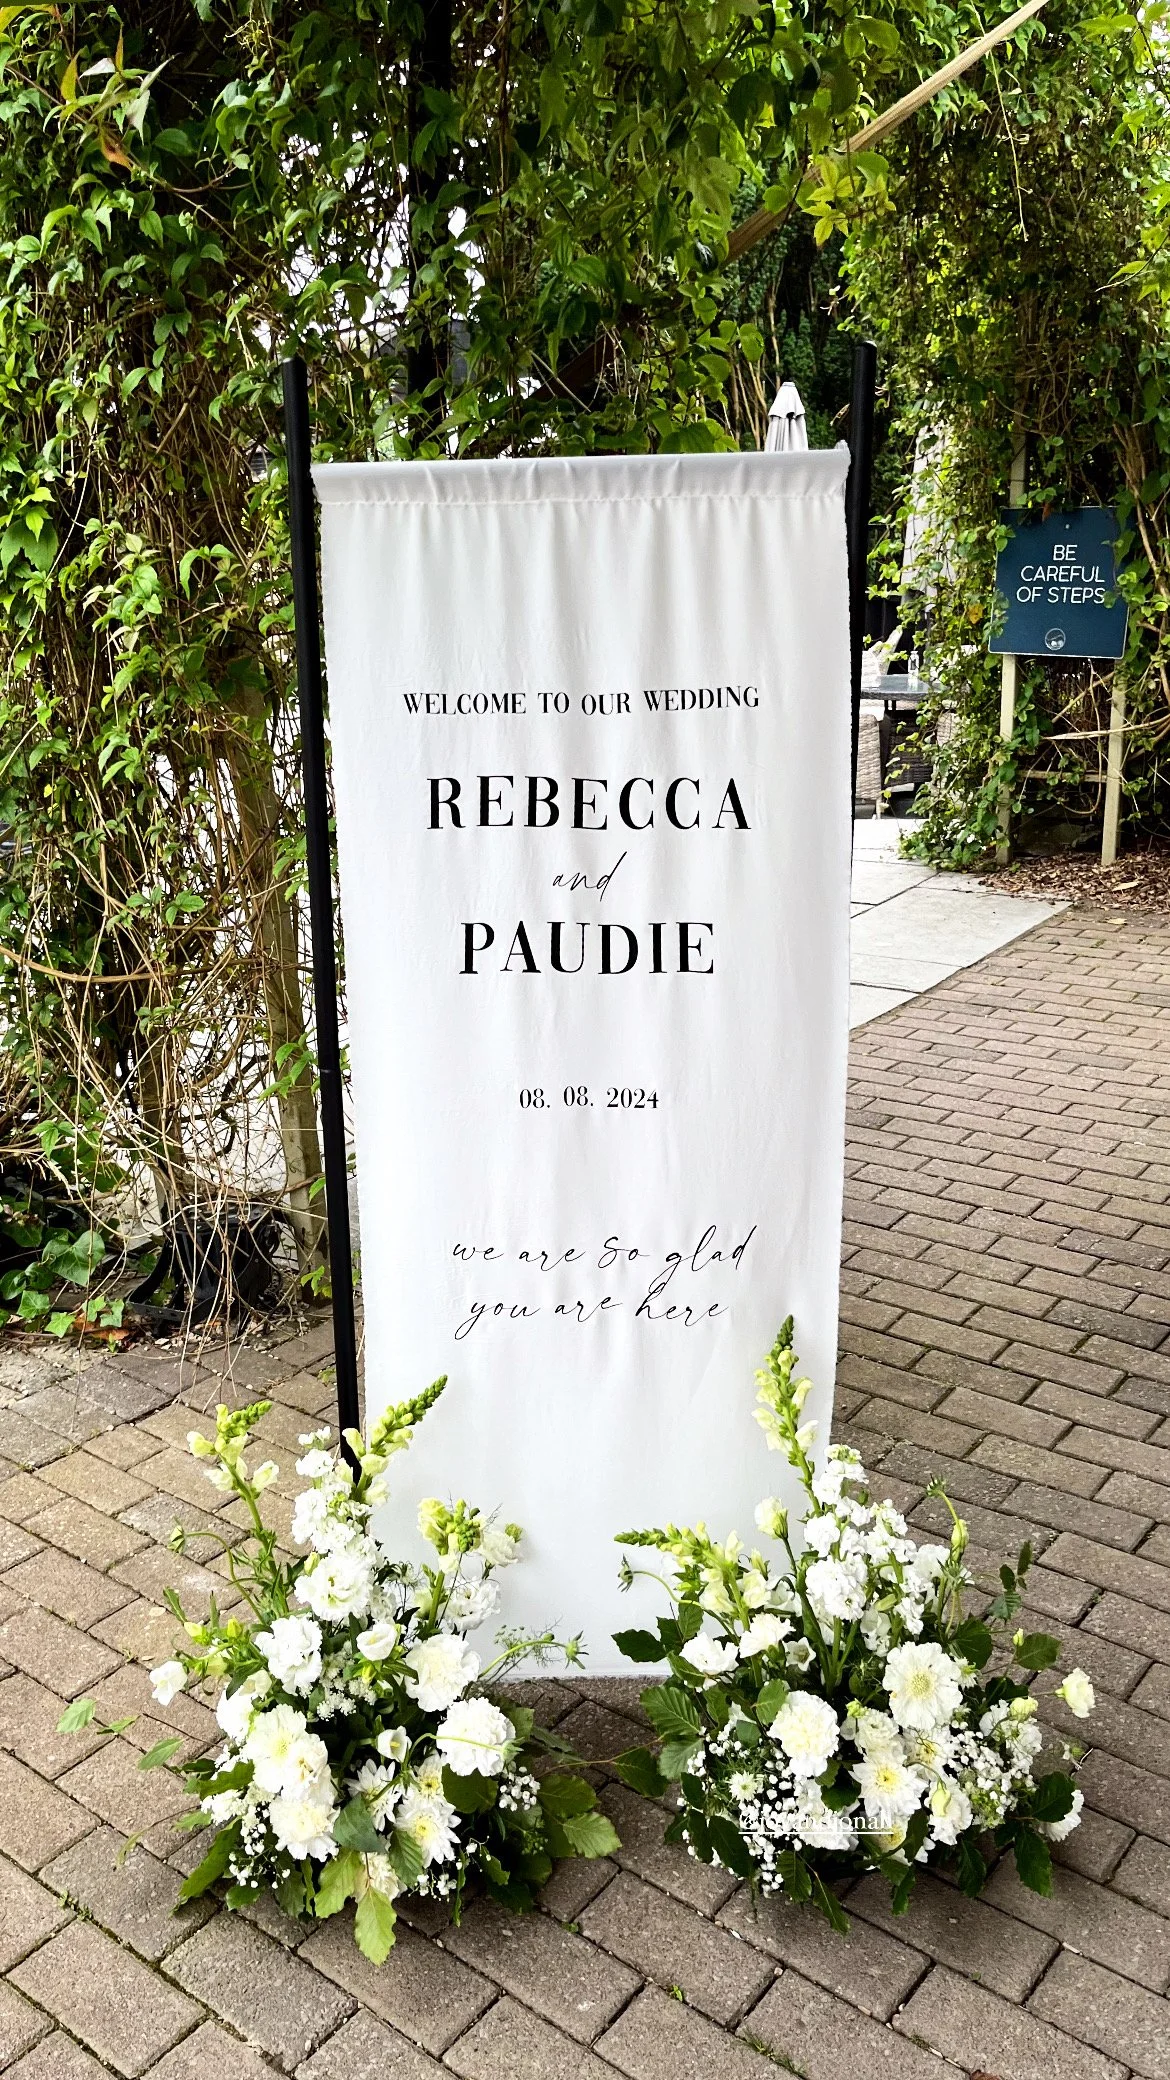 WELCOME TO OUR WEDDING
REBECCA
and
PAUDIE
08. 08. 2024
we are so glad
you are here
BE
CAREFUL
OF STEPS